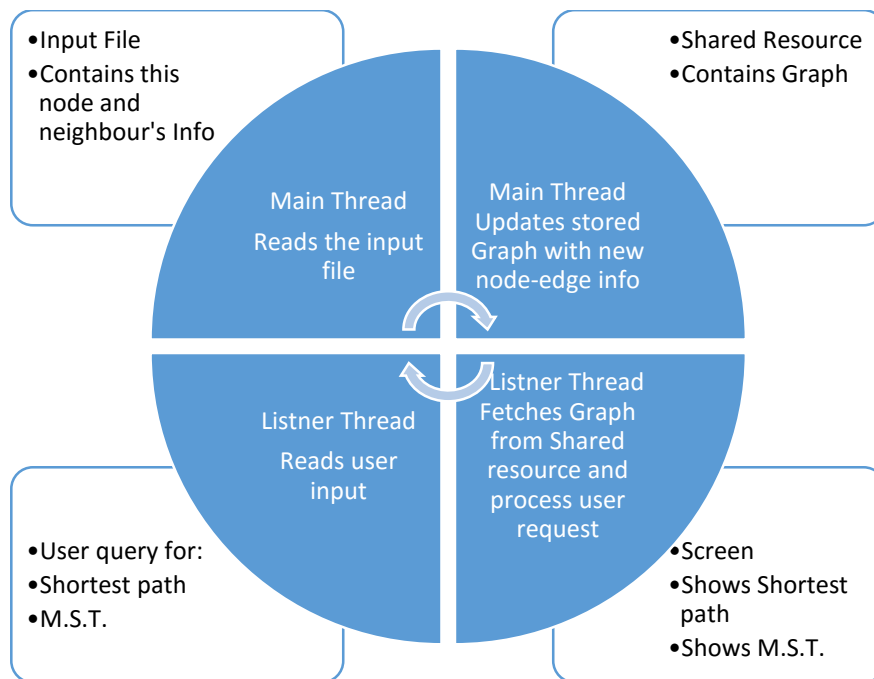 •Input File
•Contains this
node and
neighbour's Info
•Shared Resource
•Contains Graph
Main Thread
Reads the input
file
Main Thread
Updates stored
Graph with new
node-edge info
Listner Thread
Reads user
input
Listner Thread
Fetches Graph
from Shared
resource and
process user
request
•User query for:
•Shortest path
•M.S.T.
•Screen
•Shows Shortest
path
•Shows M.S.T.